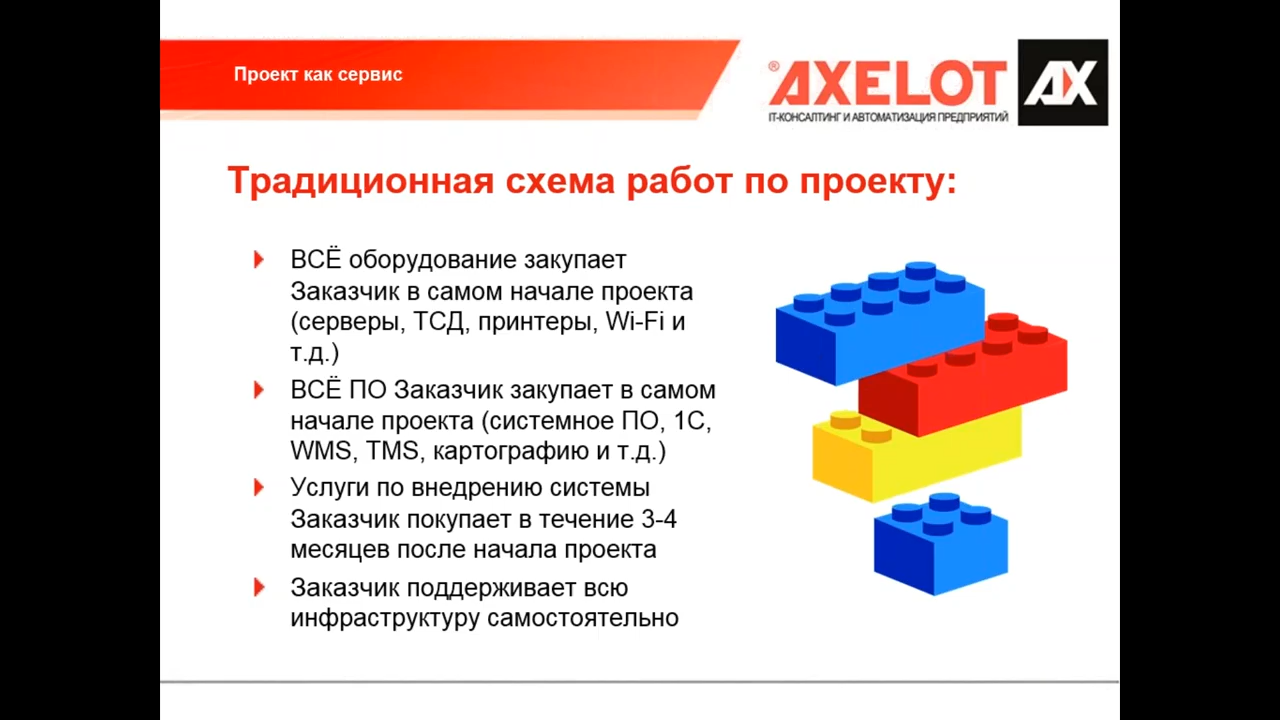 Проект как сервис
® AXELOT AX
IT-КОНСАЛТИНГ И АВТОМАТИЗАЦИЯ ПРЕДПРИЯТИЙ
Традиционная схема работ по проекту:
ВСЁ оборудование закупает
Заказчик в самом начале проекта
(серверы, ТСД, принтеры, Wi-Fi и
т.д.)
ВСЁ ПО Заказчик закупает в самом
начале проекта (системное ПО, 1С,
WMS, TMS, картографию и т.д.)
Услуги по внедрению системы
Заказчик покупает в течение 3-4
месяцев после начала проекта
Заказчик поддерживает всю
инфраструктуру самостоятельно